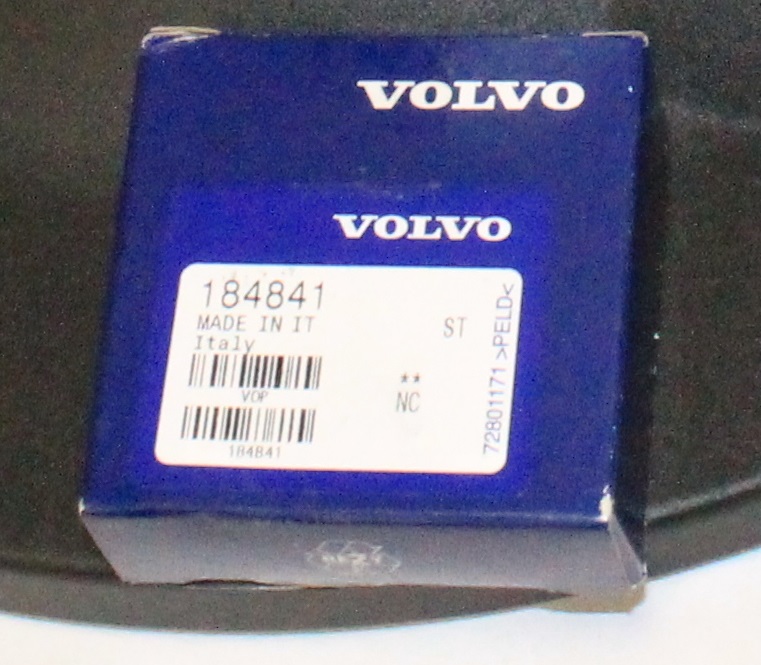 VOLVO
VOLVO
184841
MADE IN IT
ST
Italy
**
VOP
NC
184841
72801171 >PELD<